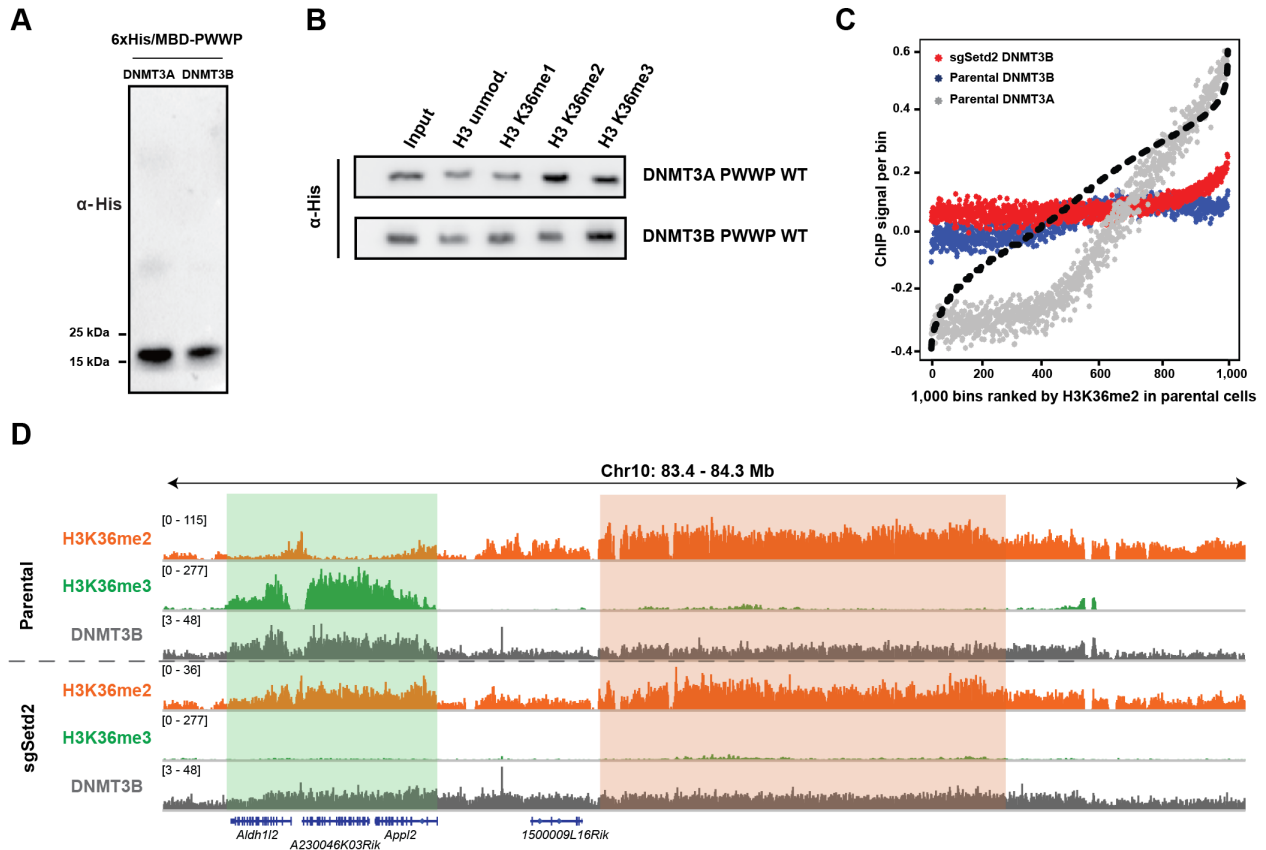 A
6xHis/MBD-PWWP
DNMT3A DNMT3B
α-His
25 kDa
15 kDa
B
Input
H3 unmod.
H3 K36me1
H3 K36me2
H3 K36me3
α-His
DNMT3A PWWP WT
DNMT3B PWWP WT
C
sgSetd2 DNMT3B
Parental DNMT3B
Parental DNMT3A
ChIP signal per bin
0.6
0.4
0.2
0.0
-0.2
-0.4
0 200 400 600 800 1,000
1,000 bins ranked by H3K36me2 in parental cells
D
Chr10: 83.4 - 84.3 Mb
Parental
H3K36me2 [0 - 115]
H3K36me3 [0 - 277]
DNMT3B [3 - 48]
sgSetd2
H3K36me2 [0 - 36]
H3K36me3 [0 - 277]
DNMT3B [3 - 48]
Aldh1l2
A230046K03Rik
Appl2
1500009L16Rik